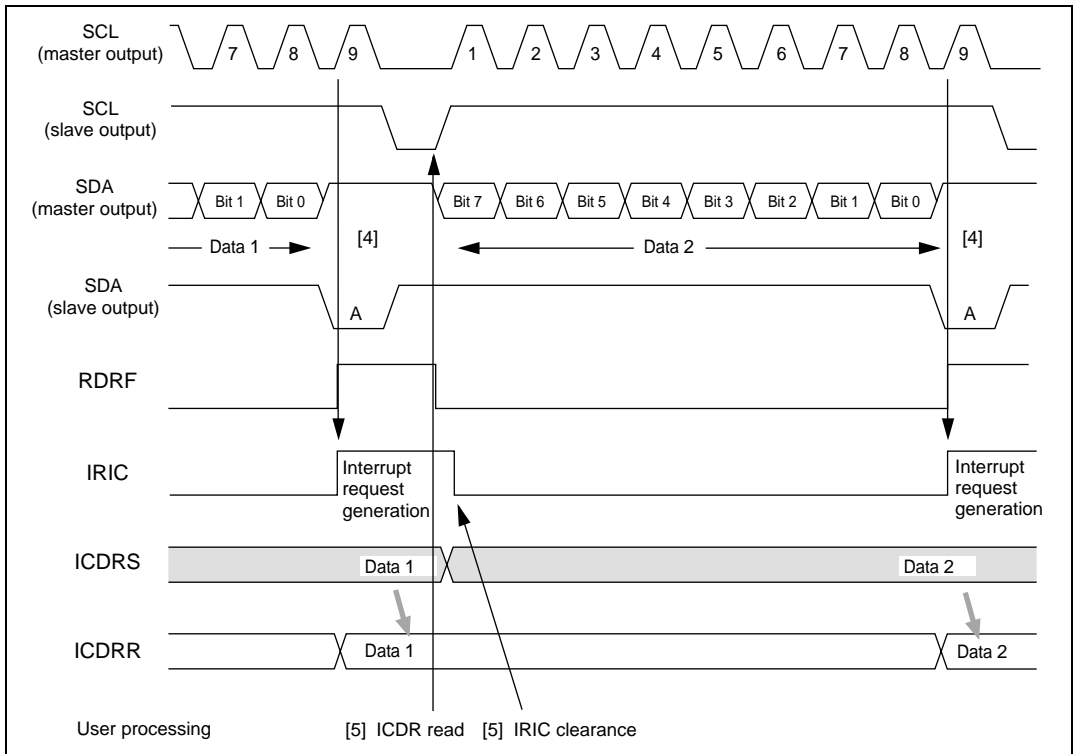 SCL
(master output)
7 8 9 1 2 3 4 5 6 7 8 9
SCL
(slave output)
SDA
(master output)
Bit 1 Bit 0 Bit 7 Bit 6 Bit 5 Bit 4 Bit 3 Bit 2 Bit 1 Bit 0
Data 1 [4] Data 2 [4]
SDA
(slave output)
A A
RDRF
IRIC
Interrupt
request
generation
Interrupt
request
generation
ICDRS
Data 1 Data 2
ICDRR
Data 1 Data 2
User processing [5] ICDR read [5] IRIC clearance